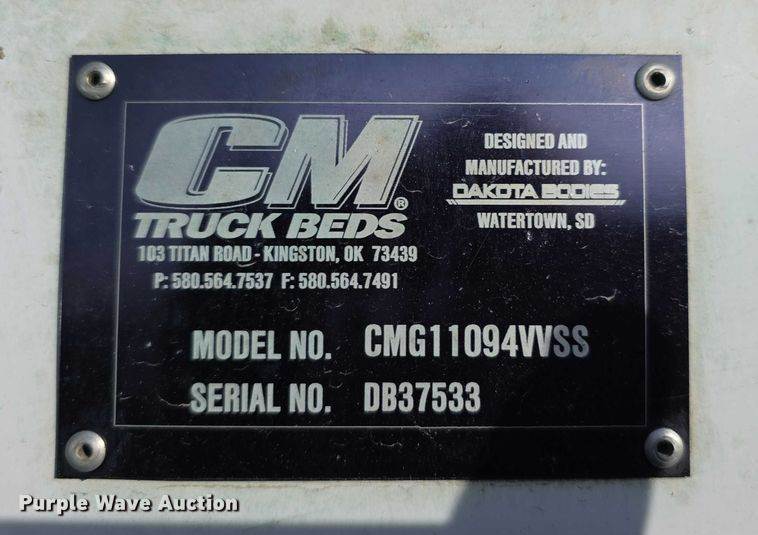 CM®
TRUCK BEDS
103 TITAN ROAD - KINGSTON, OK 73439
P: 580.564.7537 F: 580.564.7491
DESIGNED AND
MANUFACTURED BY:
DAKOTA BODIES
WATERTOWN, SD
MODEL NO. CMG11094VVSS
SERIAL NO. DB37533
Purple Wave Auction